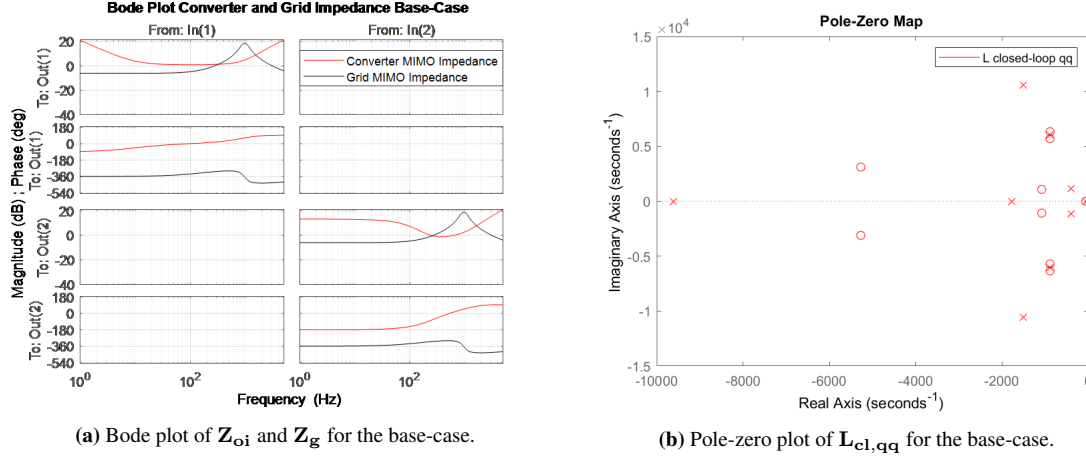 Bode Plot Converter and Grid Impedance Base-Case
From: In(1)
From: In(2)
Magnitude (dB) ; Phase (deg)
To: Out(1)
20
0
-20
-40
Converter MIMO Impedance
Grid MIMO Impedance
To: Out(1)
180
0
-180
-360
-540
To: Out(2)
20
0
-20
-40
To: Out(2)
180
0
-180
-360
-540
10^0
10^2
10^0
10^2
Frequency (Hz)
(a) Bode plot of Z_oi and Z_g for the base-case.
Pole-Zero Map
×10^4
L closed-loop qq
Imaginary Axis (seconds^-1)
1.5
1
0.5
0
-0.5
-1
-1.5
-10000
-8000
-6000
-4000
-2000
0
Real Axis (seconds^-1)
(b) Pole-zero plot of L_cl,qq for the base-case.